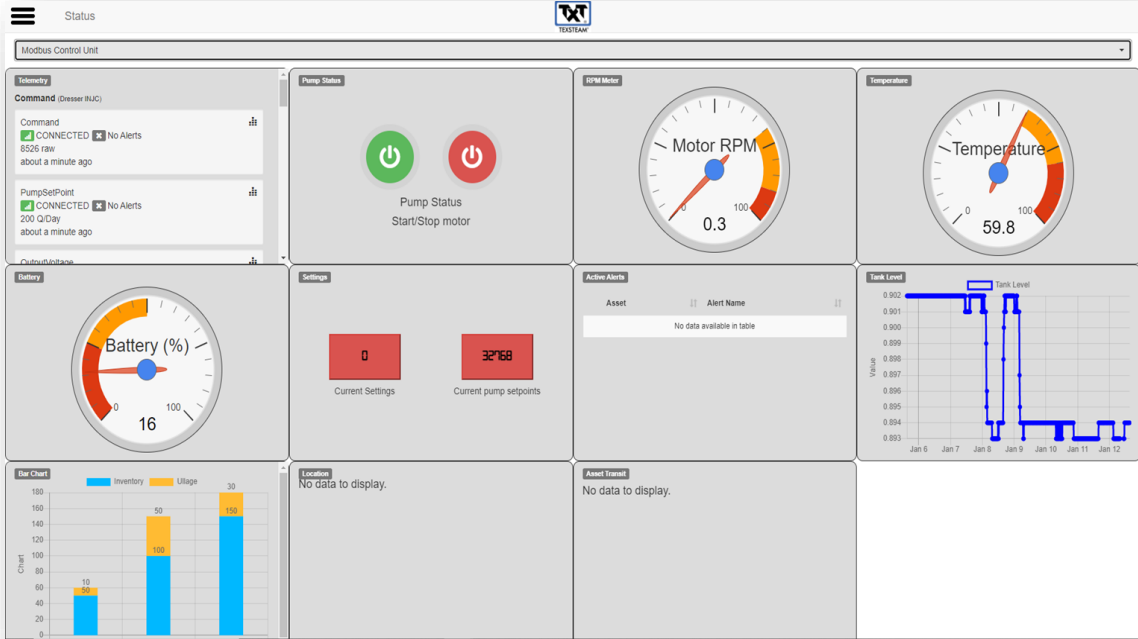 Status
TXT
TEXSTEAM
Modbus Control Unit
Telemetry
Command (Dresser INJC)
Command
CONNECTED No Alerts
8526 raw
about a minute ago
PumpSetPoint
CONNECTED No Alerts
200 Q/Day
about a minute ago
OutputVoltage
Pump Status
Pump Status
Start/Stop motor
RPM Meter
Motor RPM
0 100
0.3
Temperature
Temperature
0 100
59.8
Battery
Battery (%)
0 100
16
Settings
0
Current Settings
32768
Current pump setpoints
Active Alerts
Asset Alert Name
No data available in table
Tank Level
Tank Level
Value
0.902
0.901
0.900
0.899
0.898
0.897
0.896
0.895
0.894
0.893
Jan 6 Jan 7 Jan 8 Jan 9 Jan 10 Jan 11 Jan 12
Bar Chart
Inventory Ullage
Chart
180
160
140
120
100
80
60
40
20
0
10
50
50
100
30
150
Location
No data to display.
Asset Transit
No data to display.